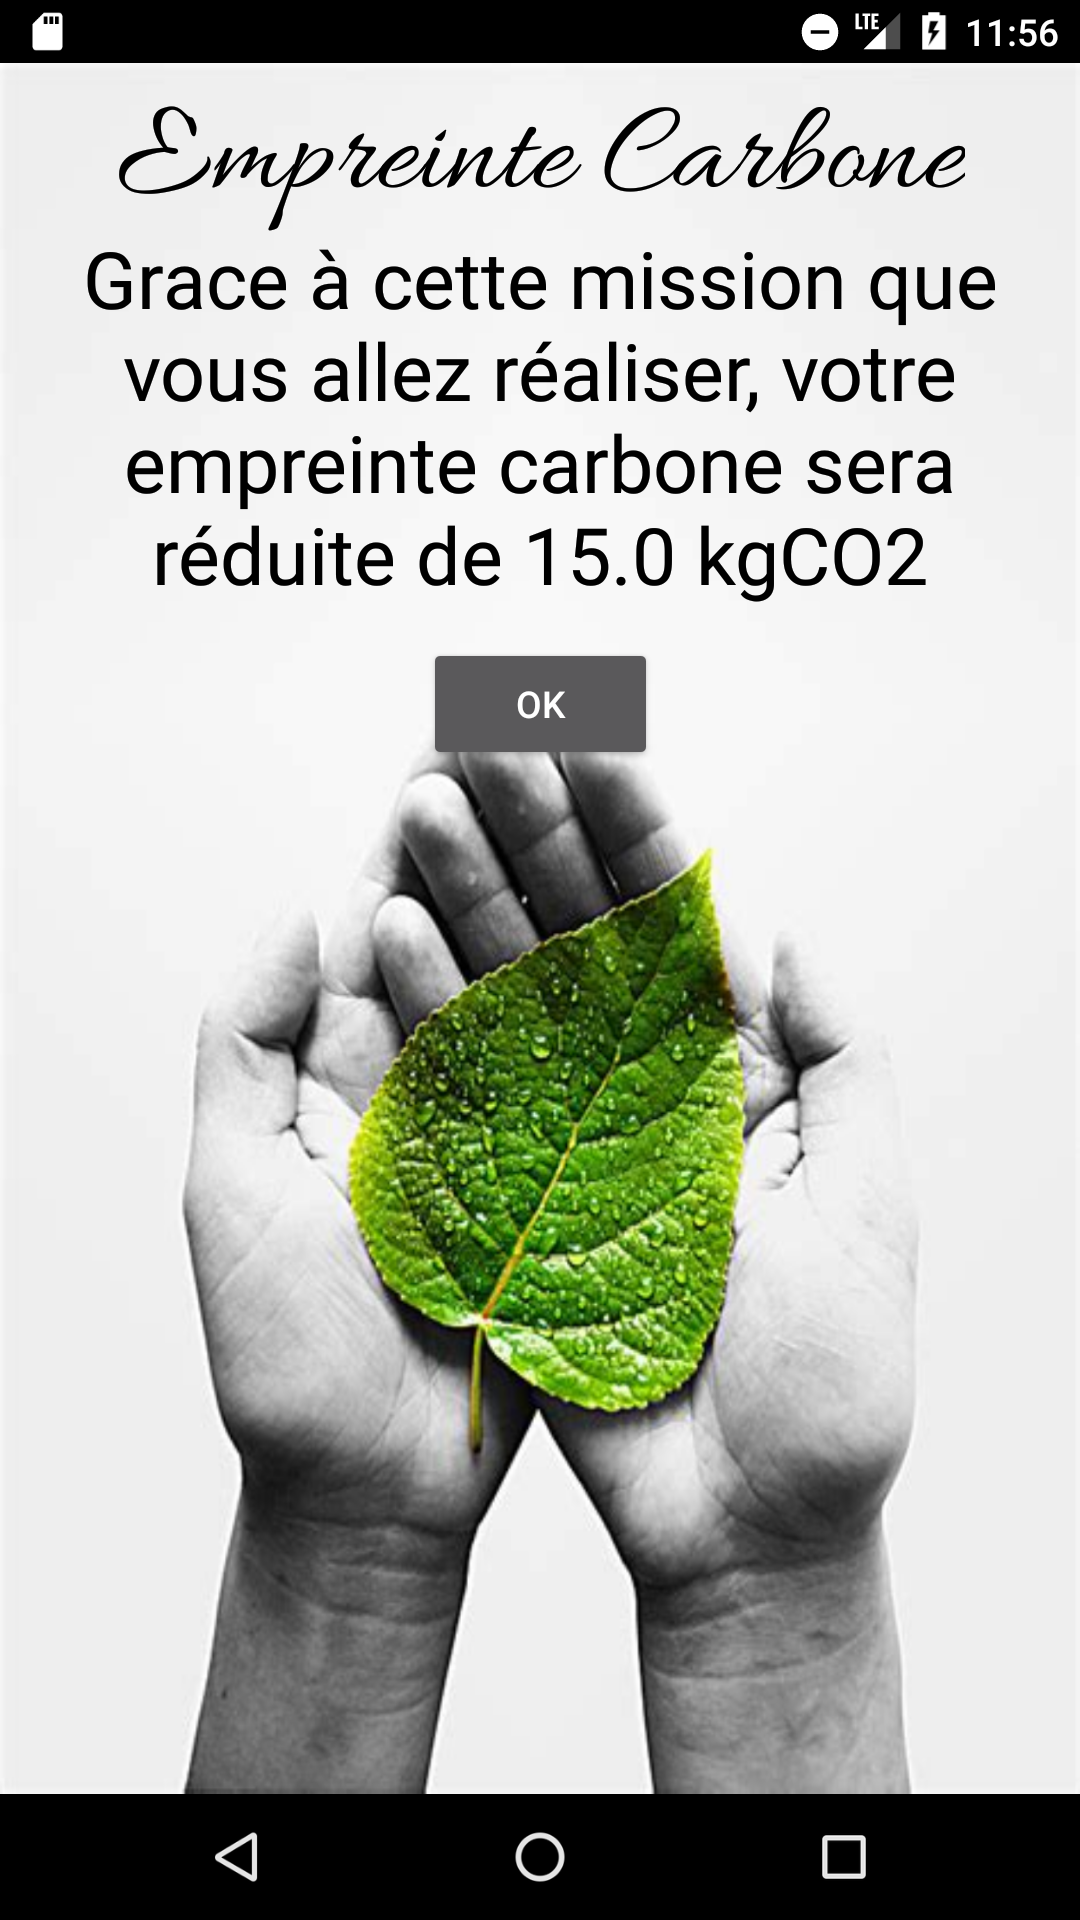 LTE 11:56
Empreinte Carbone
Grace à cette mission que
vous allez réaliser, votre
empreinte carbone sera
réduite de 15.0 kgCO2
OK